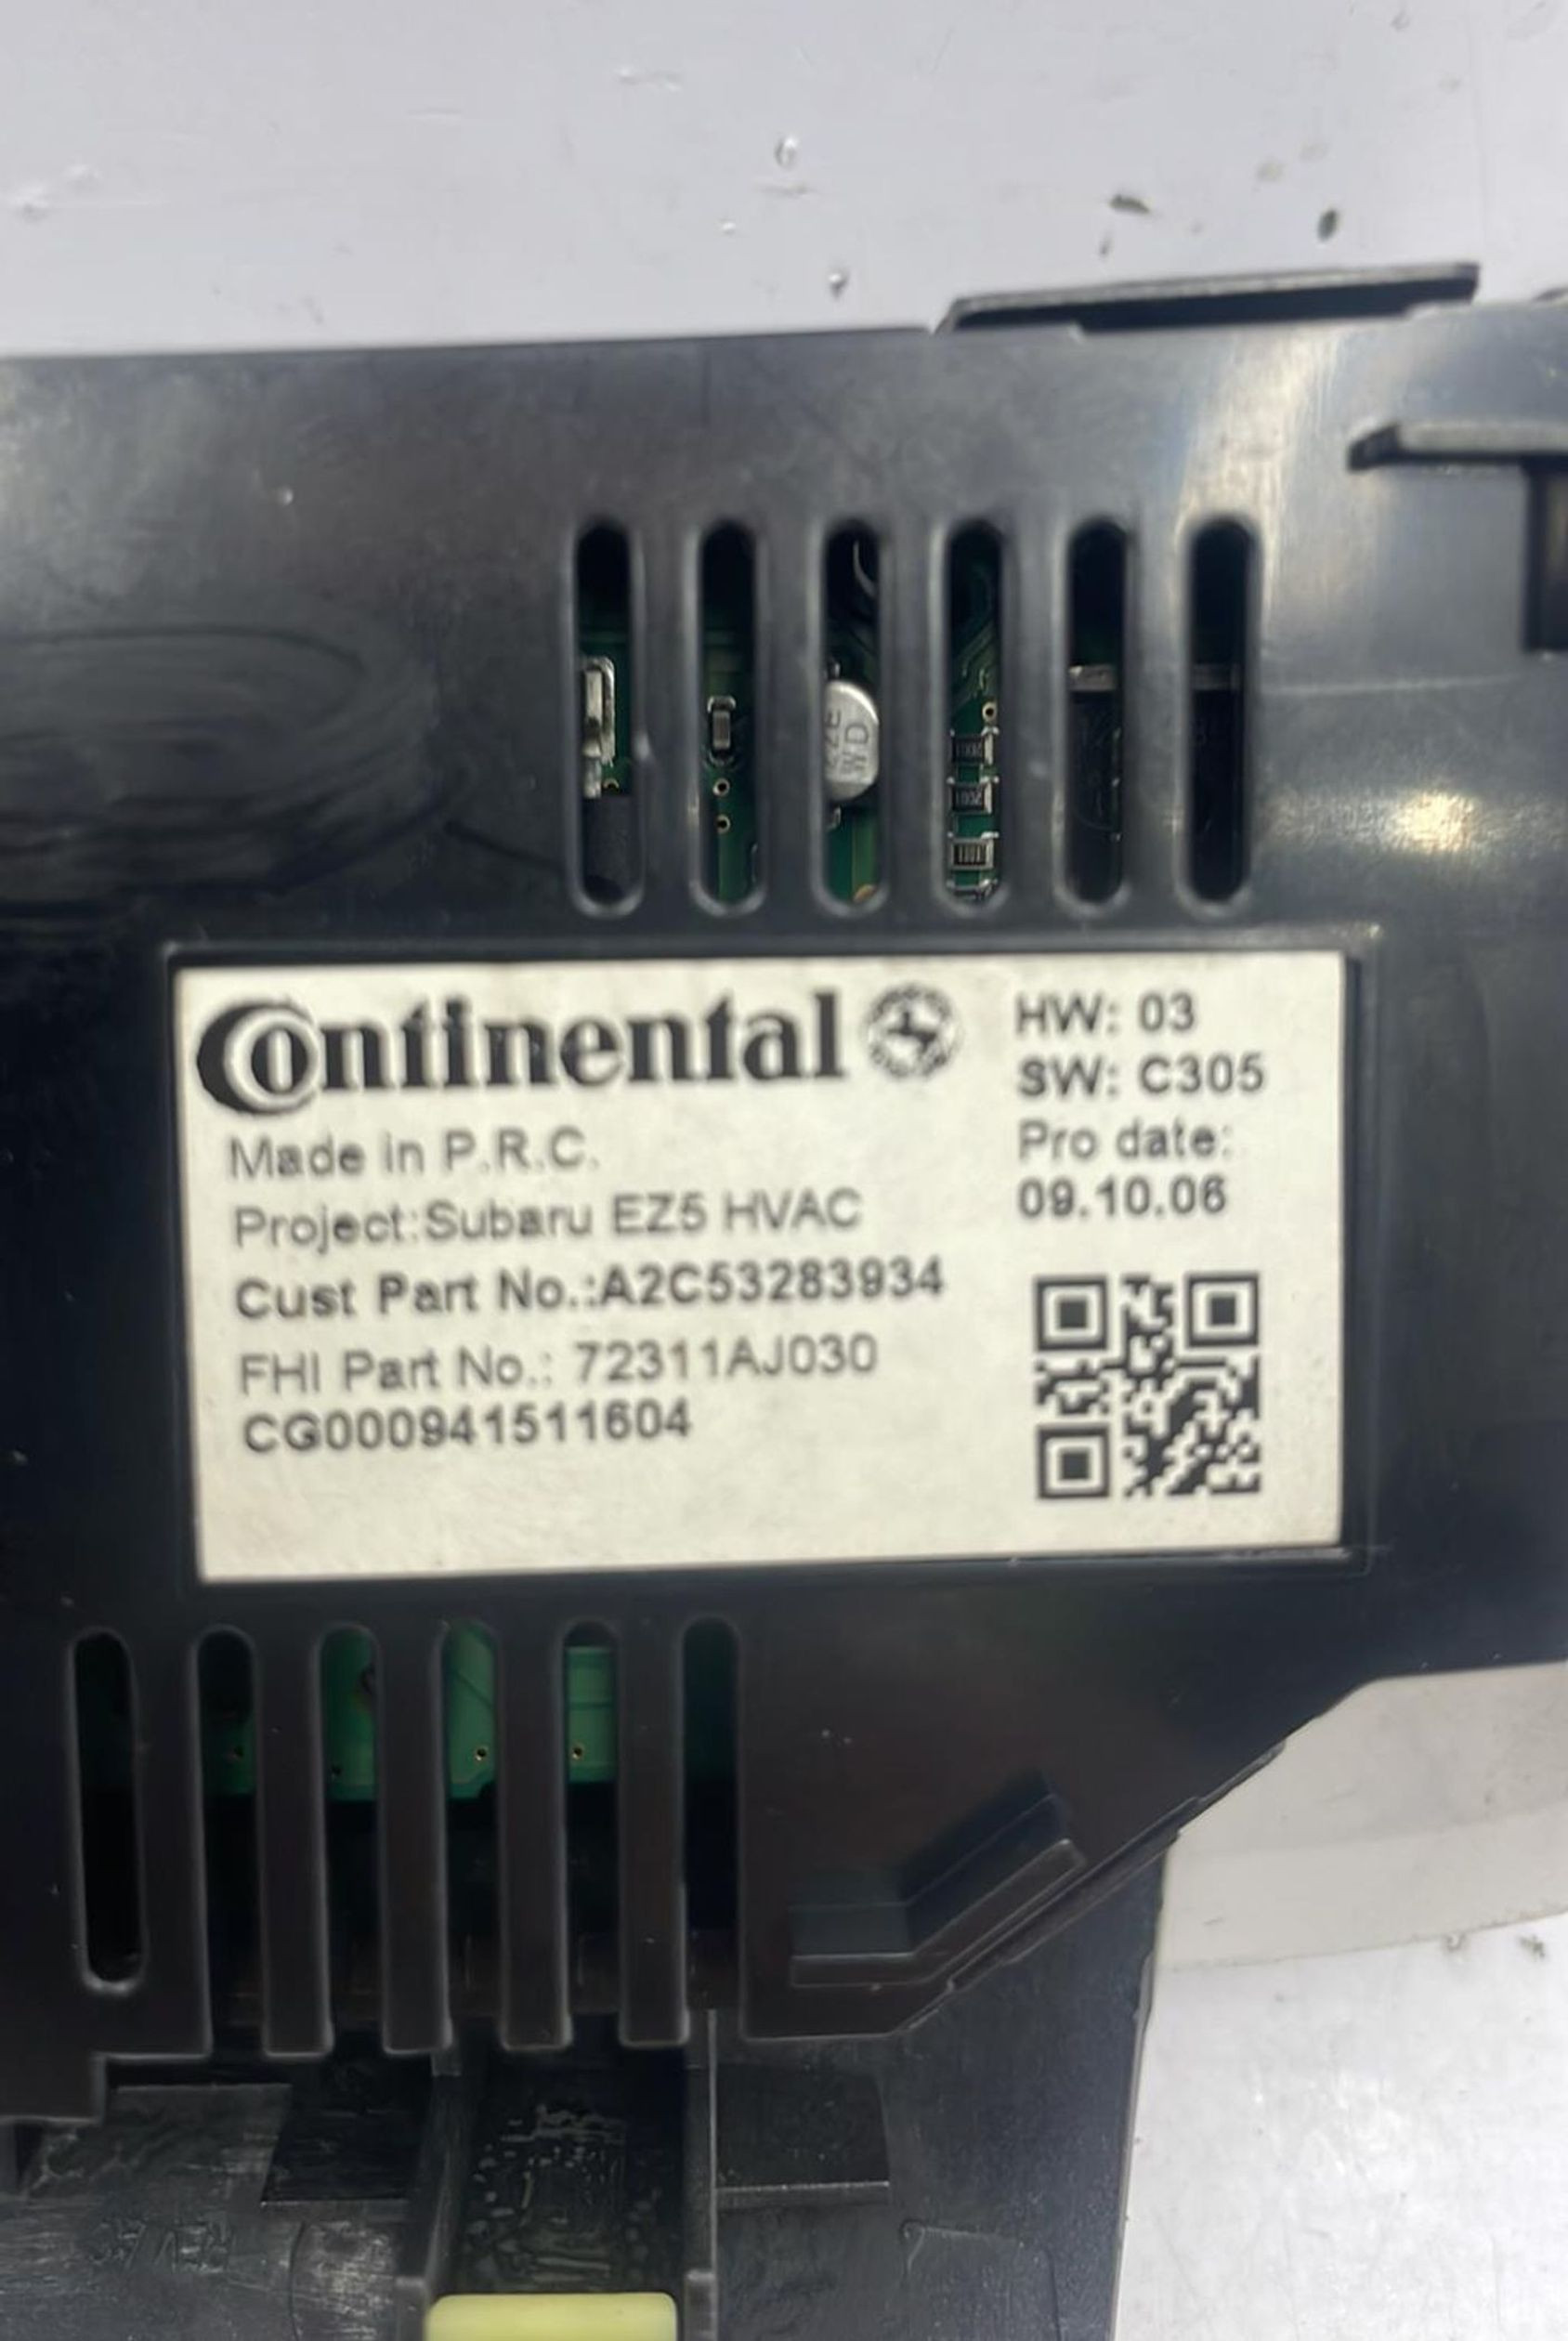 Continental
HW: 03
SW: C305
Pro date:
09.10.06
Made in P.R.C.
Project:Subaru EZ5 HVAC
Cust Part No.:A2C53283934
FHI Part No.: 72311AJ030
CG000941511604
WD